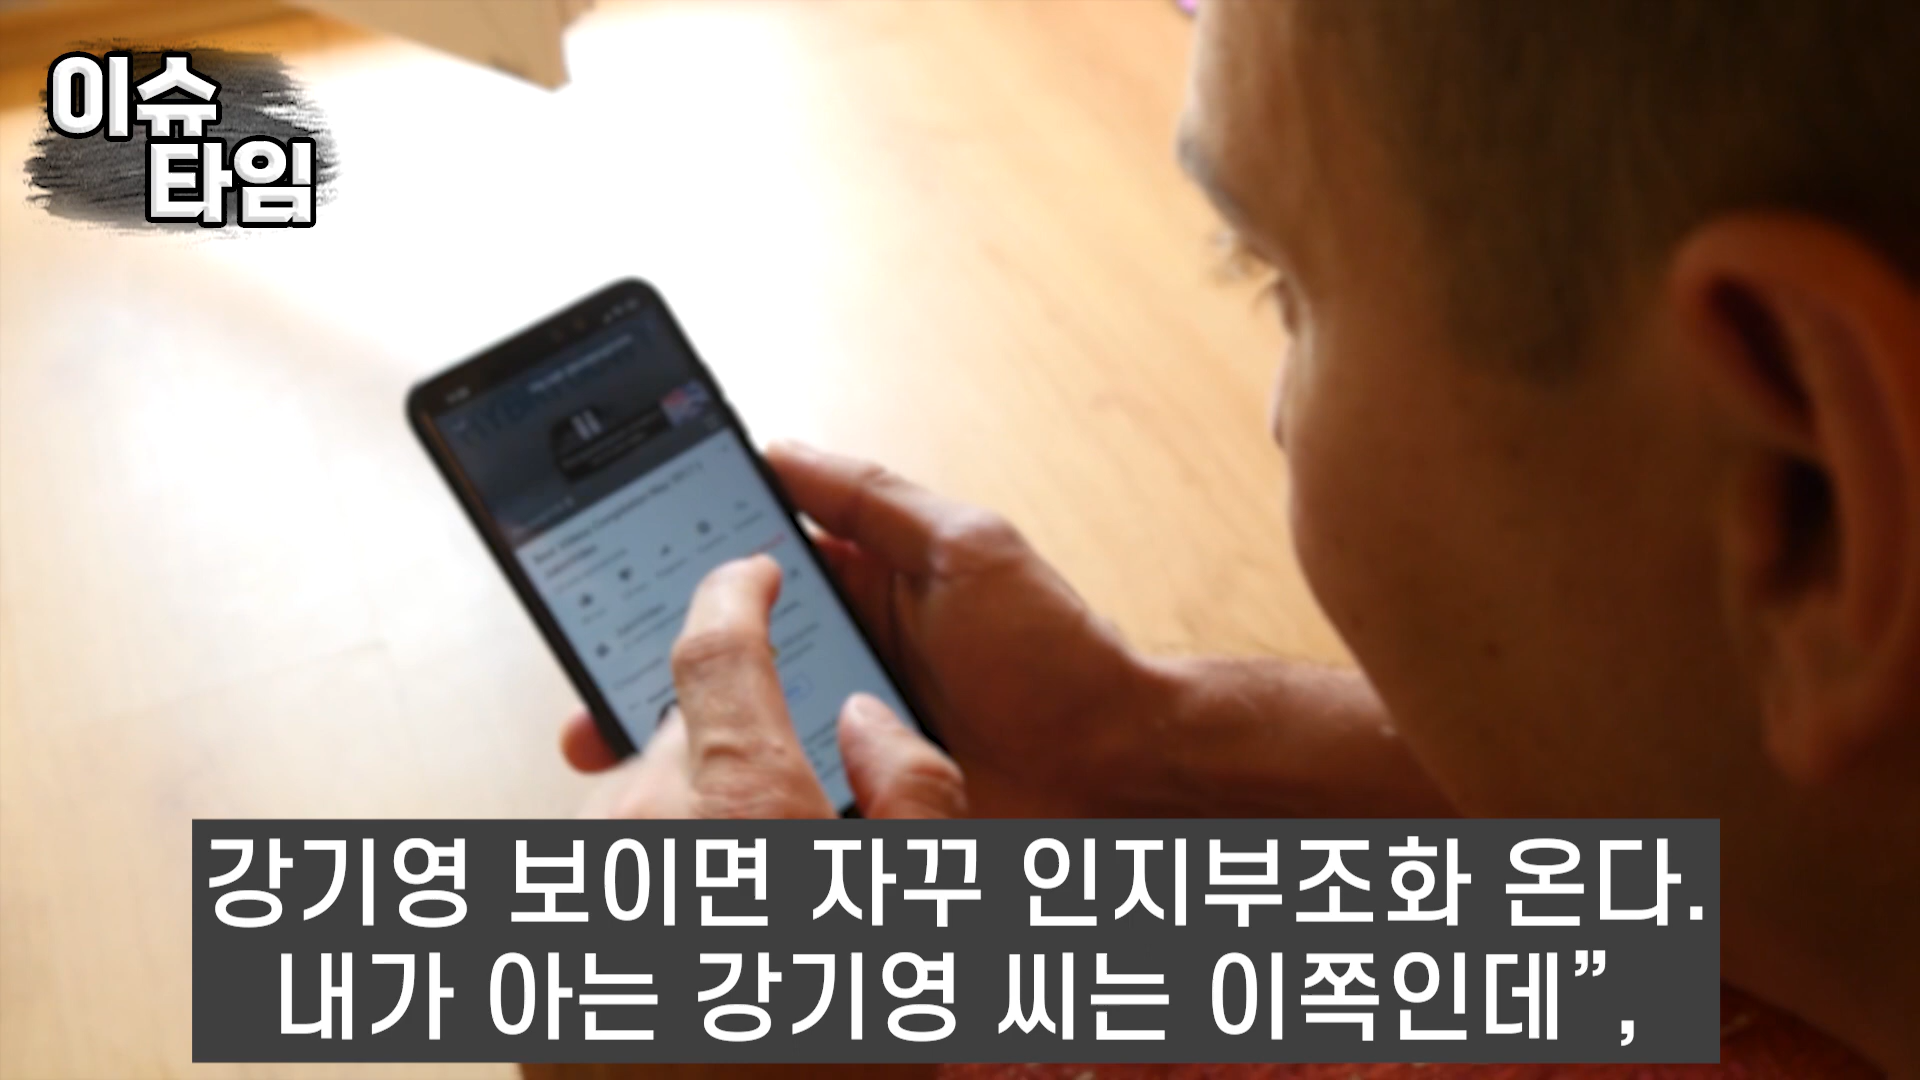 이슈
타임
강기영 보이면 자꾸 인지부조화 온다.
내가 아는 강기영 씨는 이쪽인데”,